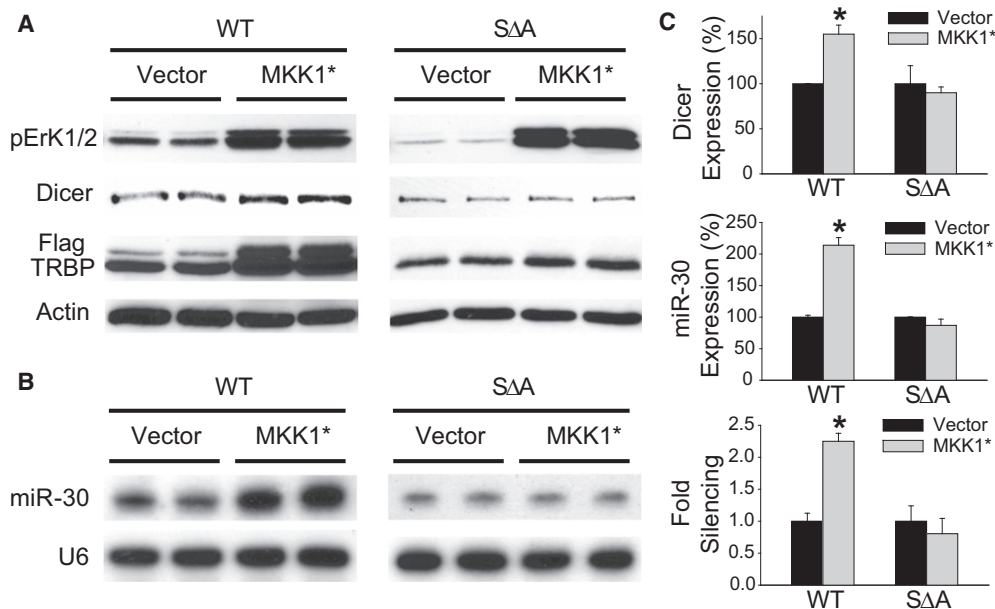 A
WT
SΔA
Vector
MKK1*
Vector
MKK1*
pErK1/2
Dicer
Flag
TRBP
Actin
B
WT
SΔA
Vector
MKK1*
Vector
MKK1*
miR-30
U6
C
Dicer
Expression (%)
150
100
50
0
*
Vector
MKK1*
WT
SΔA
miR-30
Expression (%)
250
200
150
100
50
0
*
Vector
MKK1*
WT
SΔA
Fold
Silencing
2.5
2.0
1.5
1.0
0.5
0.0
*
Vector
MKK1*
WT
SΔA